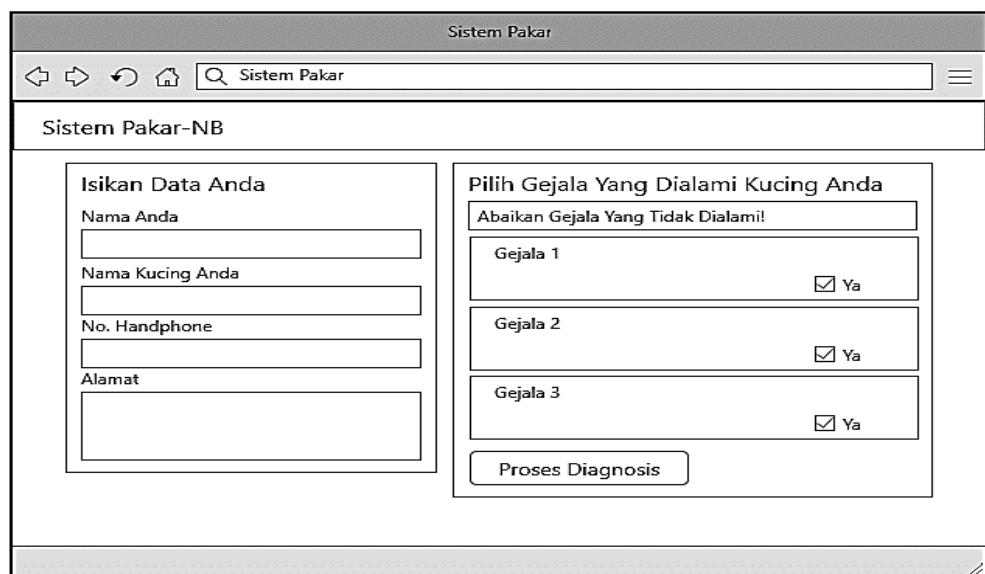 Sistem Pakar
Sistem Pakar
Sistem Pakar-NB
Isikan Data Anda
Nama Anda
Nama Kucing Anda
No. Handphone
Alamat
Pilih Gejala Yang Dialami Kucing Anda
Abaikan Gejala Yang Tidak Dialami!
Gejala 1
Ya
Gejala 2
Ya
Gejala 3
Ya
Proses Diagnosis